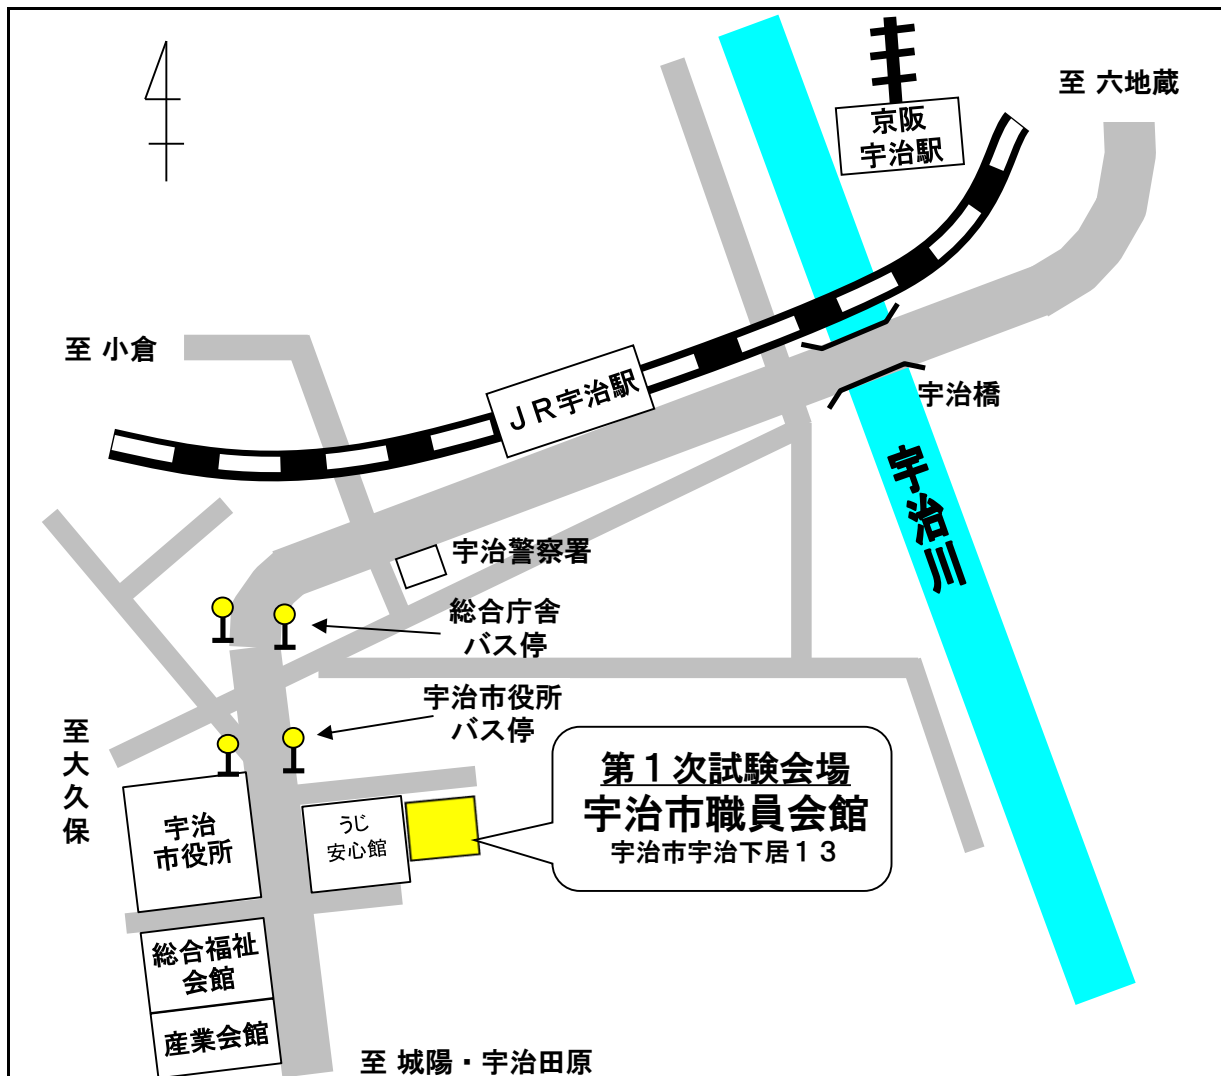 京阪
宇治駅
至 六地蔵
至 小倉
ＪＲ宇治駅
宇治橋
宇治川
宇治警察署
総合庁舎
バス停
宇治市役所
バス停
至大久保
第１次試験会場
宇治市職員会館
宇治市宇治下居１３
宇治
市役所
うじ
安心館
総合福祉
会館
産業会館
至 城陽・宇治田原